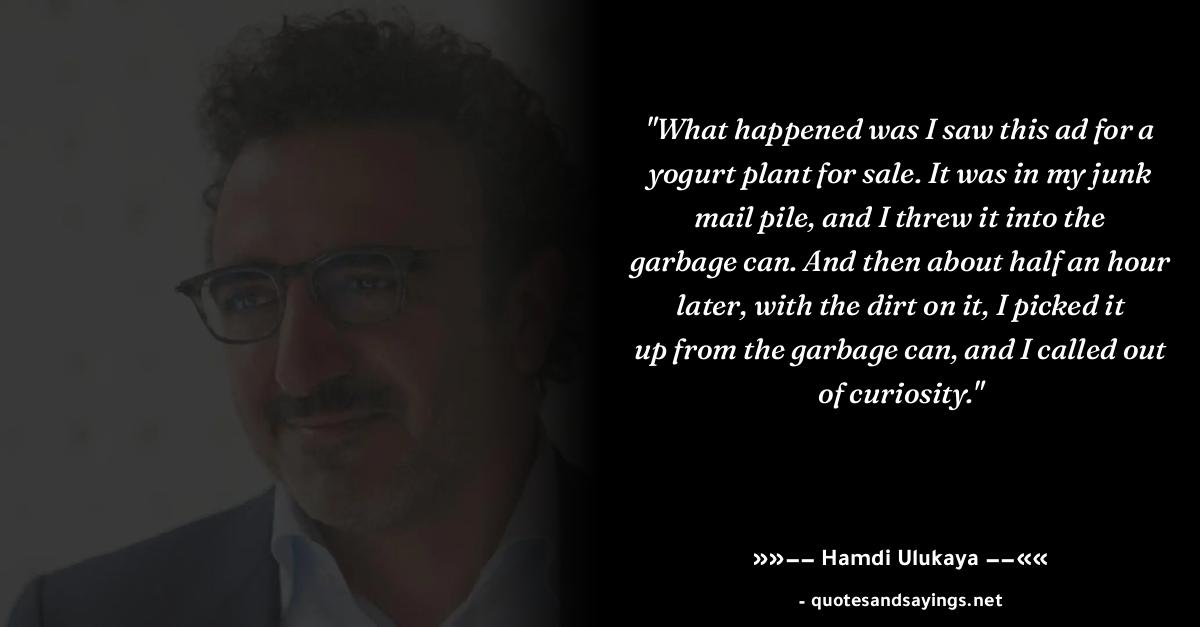 "What happened was I saw this ad for a
yogurt plant for sale. It was in my junk
mail pile, and I threw it into the
garbage can. And then about half an hour
later, with the dirt on it, I picked it
up from the garbage can, and I called out
of curiosity."
»»–– Hamdi Ulukaya ––««
- quotesandsayings.net